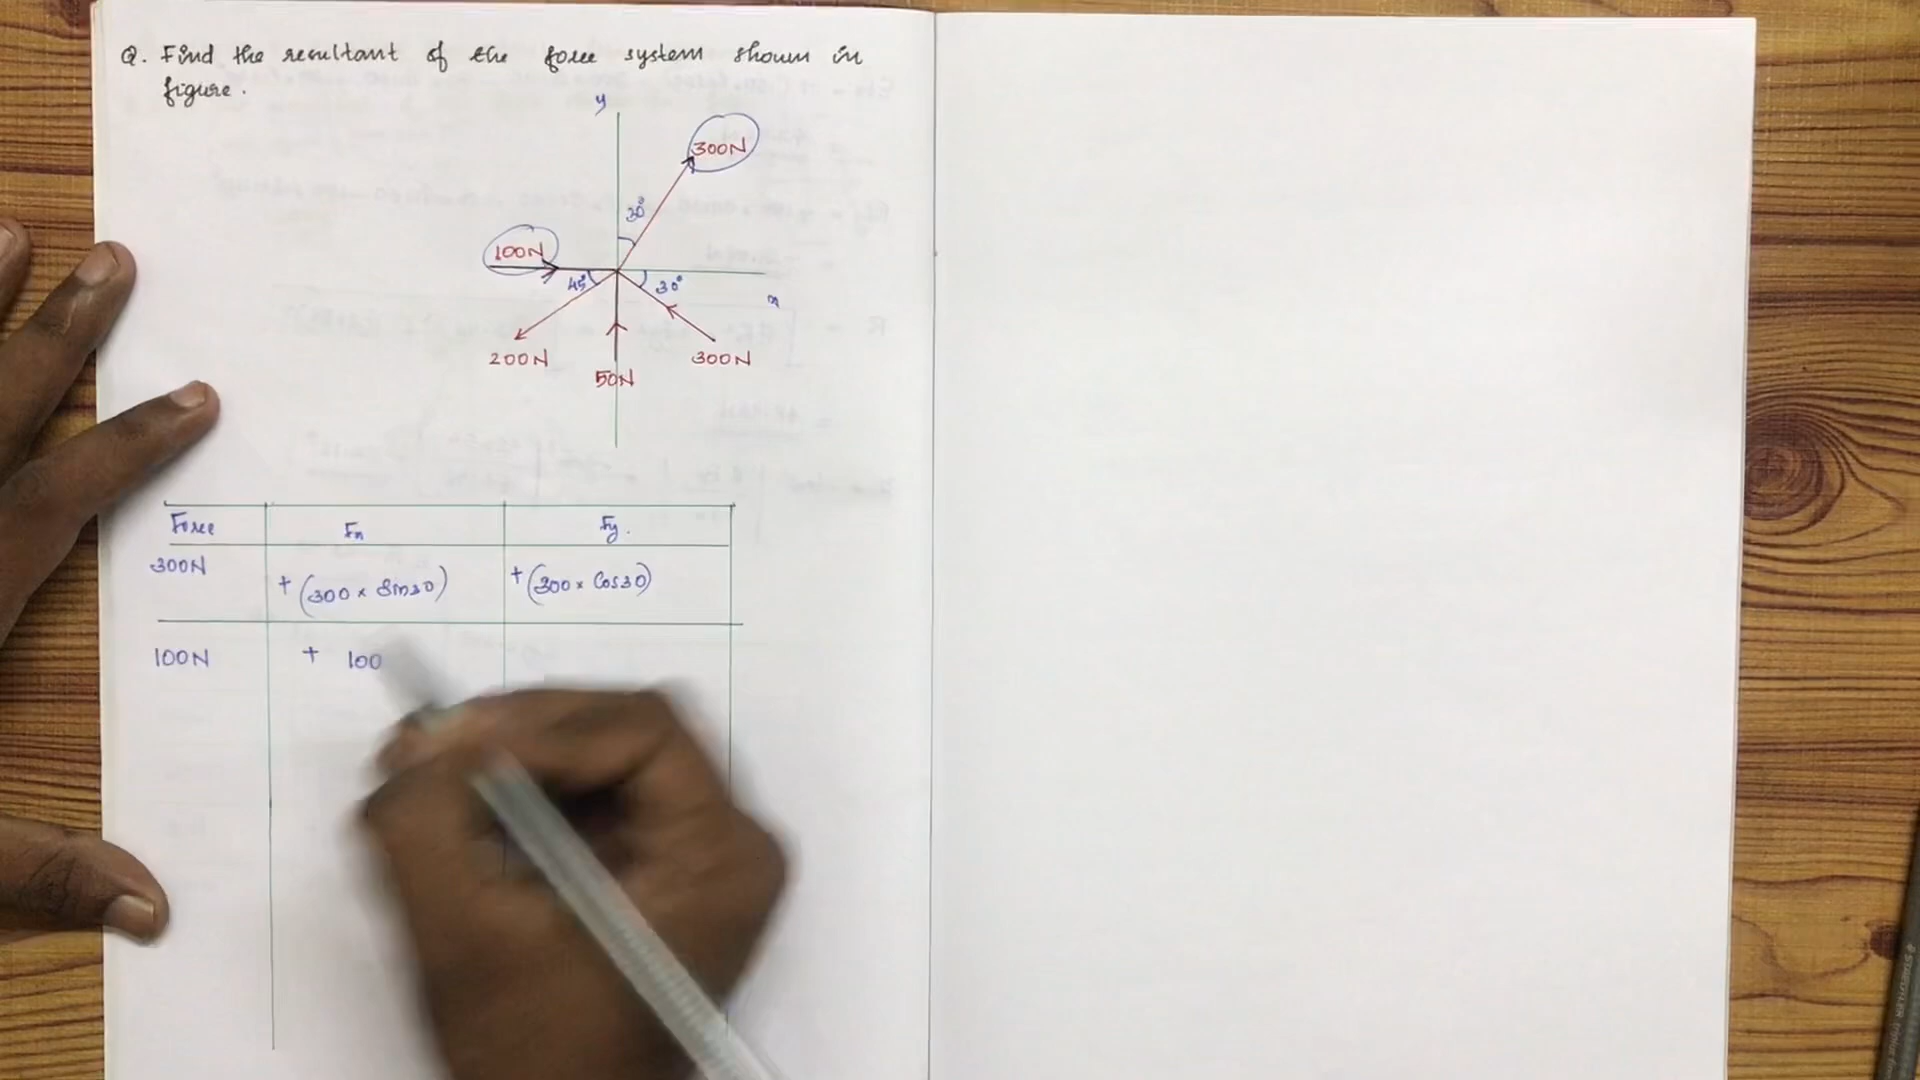 Q. Find the resultant of the force system shown in
figure.
y
300N
30°
100N
45°
30°
x
200N
50N
300N
Force Fx Fy.
300N + (300 × Sin30) + (300 × Cos30)
100N + 100